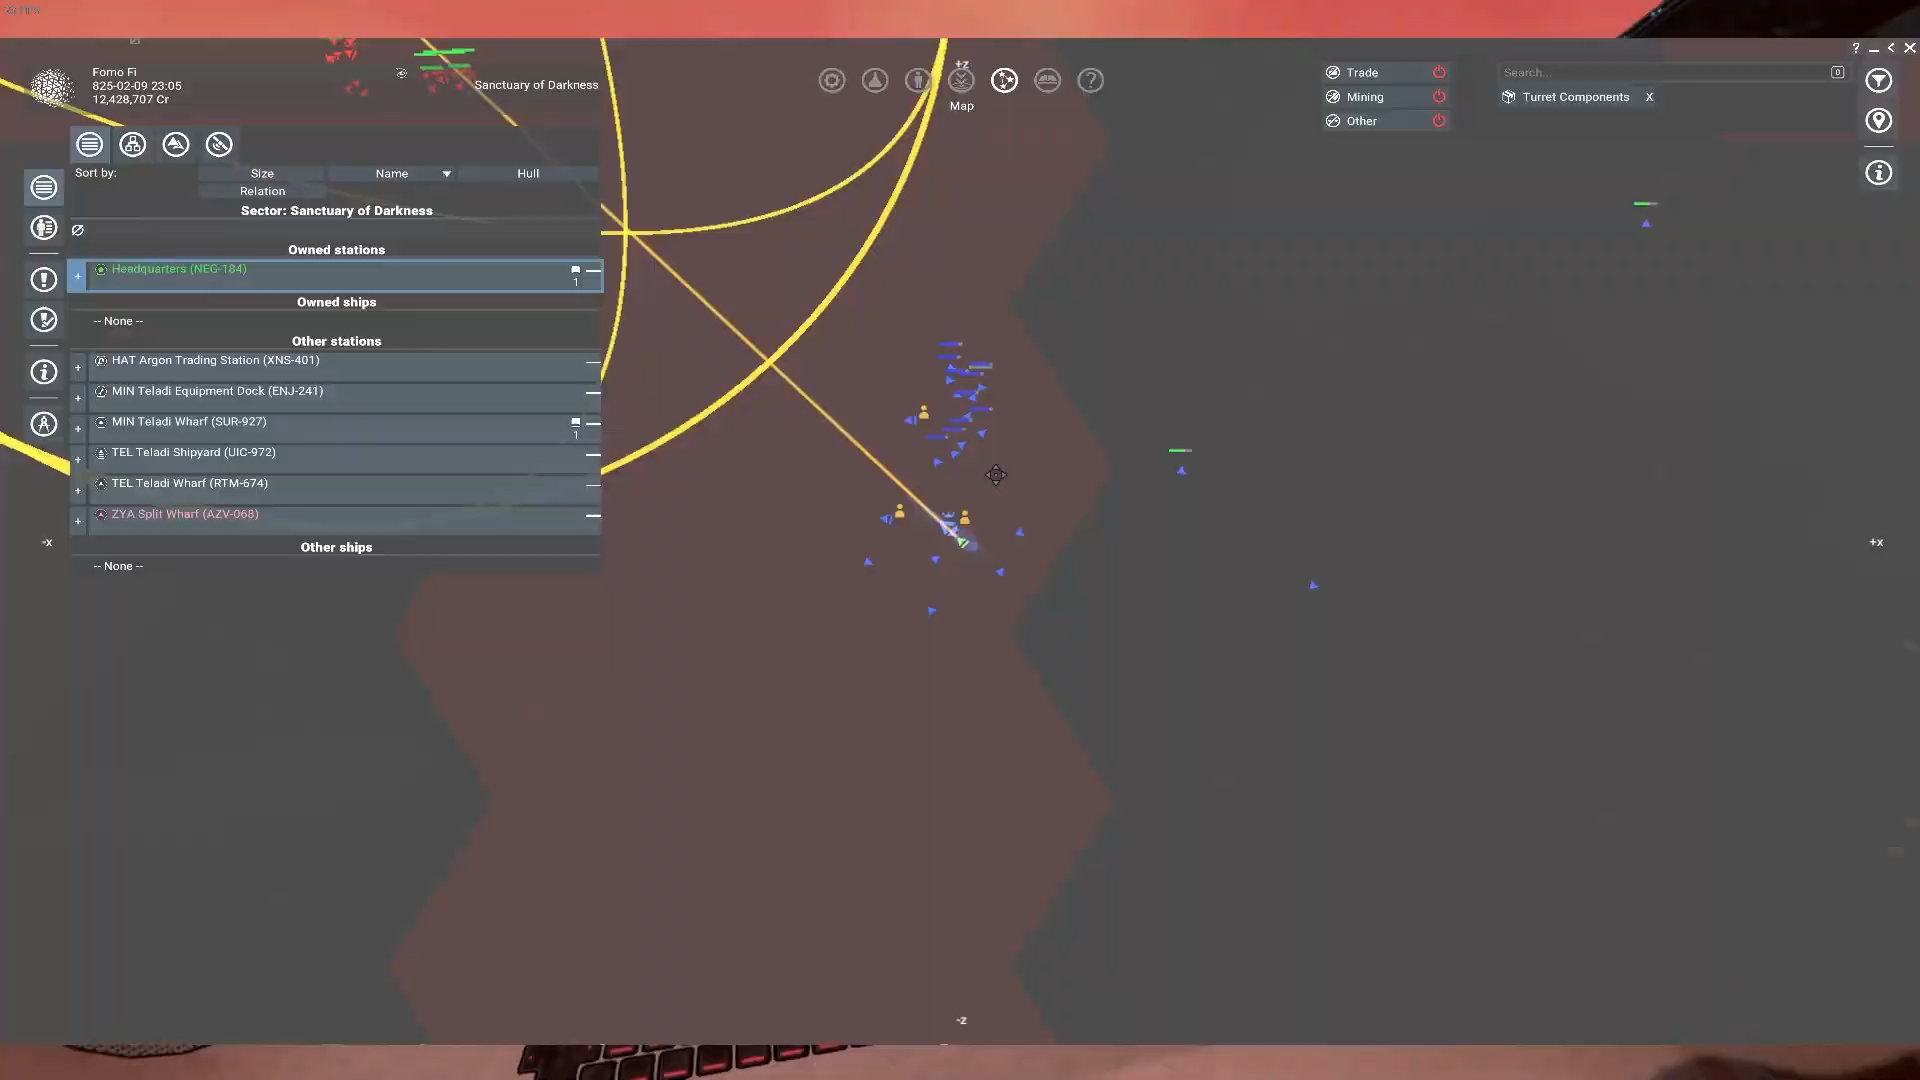 Fomo Fi
825-02-09 23:05
12,428,707 Cr
Sanctuary of Darkness
+z
Map
Trade
Mining
Other
Search...
Turret Components X
Sort by:
Size
Name
Hull
Relation
Sector: Sanctuary of Darkness
Owned stations
+ Headquarters (NEG-184)
1
Owned ships
-- None --
Other stations
+ HAT Argon Trading Station (XNS-401)
+ MIN Teladi Equipment Dock (ENJ-241)
+ MIN Teladi Wharf (SUR-927)
1
+ TEL Teladi Shipyard (UIC-972)
+ TEL Teladi Wharf (RTM-674)
+ ZYA Split Wharf (AZV-068)
-x
+x
Other ships
-- None --
-z